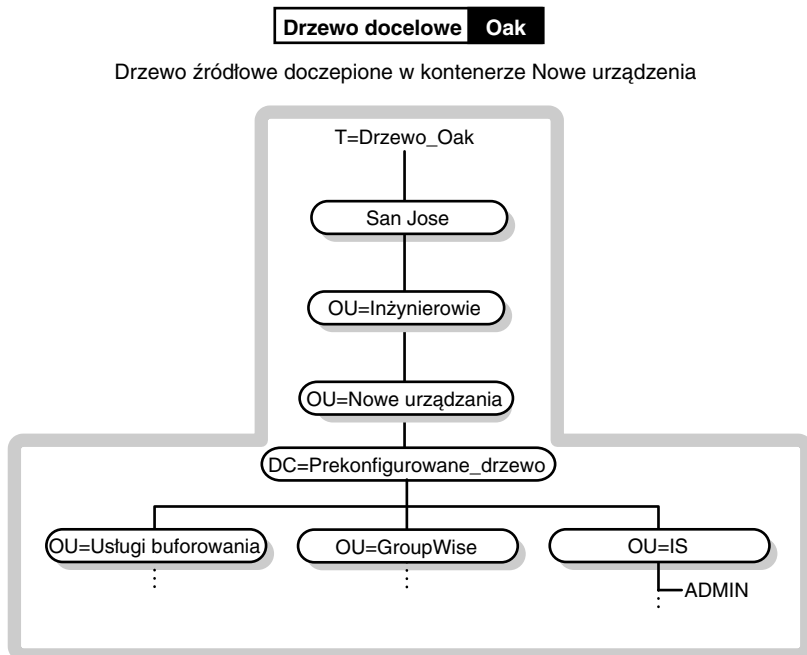 Drzewo docelowe Oak
Drzewo źródłowe doczepione w kontenerze Nowe urządzenia
T=Drzewo_Oak
San Jose
OU=Inżynierowie
OU=Nowe urządzania
DC=Prekonfigurowane_drzewo
OU=Usługi buforowania OU=GroupWise OU=IS
ADMIN